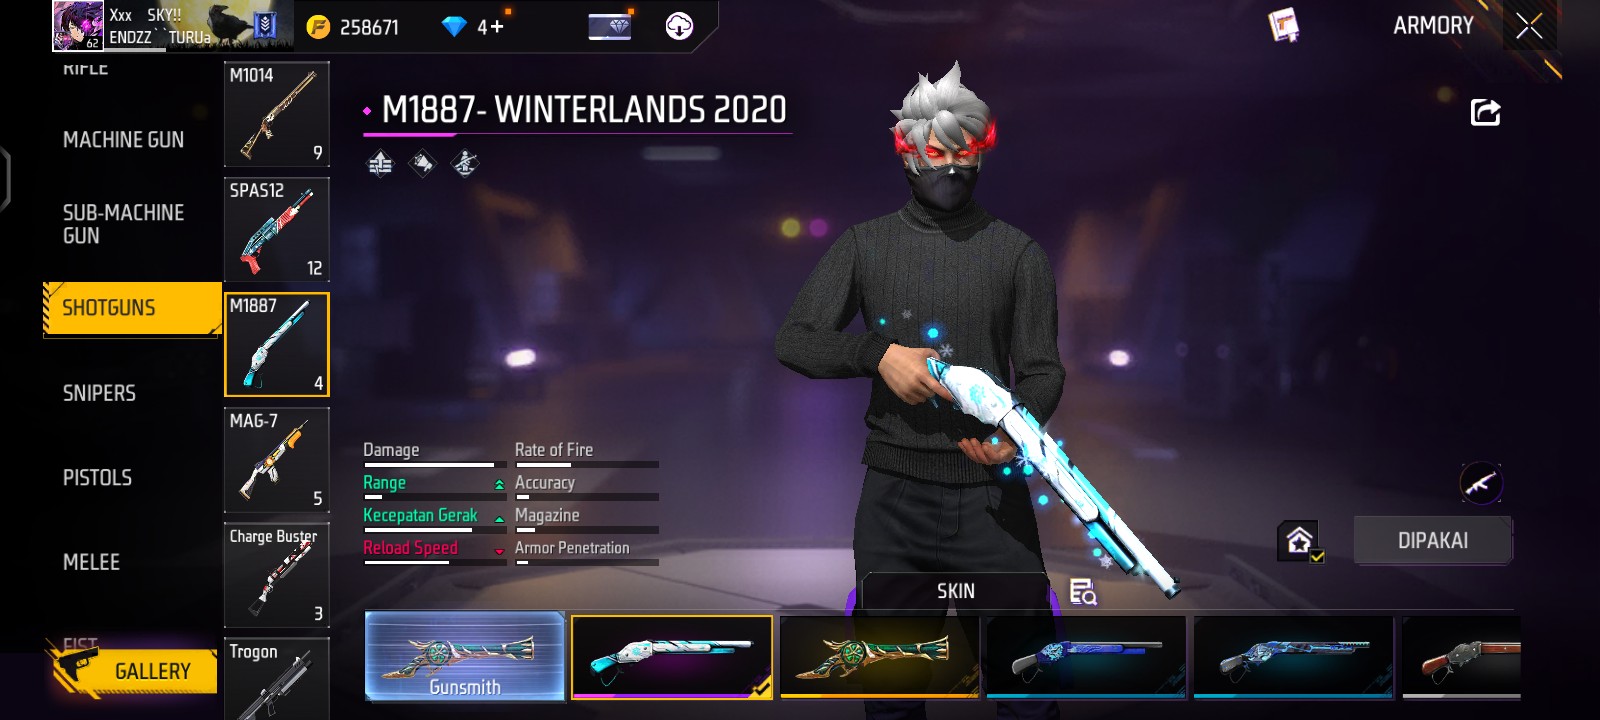 Xxx SKY!!
ENDZZ``TURUa
62
258671
4+
ARMORY
RIFLE
MACHINE GUN
SUB-MACHINE
GUN
SHOTGUNS
SNIPERS
PISTOLS
MELEE
FIST
GALLERY
M1014
9
SPAS12
12
M1887
4
MAG-7
5
Charge Buster
3
Trogon
M1887- WINTERLANDS 2020
Damage
Rate of Fire
Range
Accuracy
Kecepatan Gerak
Magazine
Reload Speed
Armor Penetration
DIPAKAI
SKIN
Gunsmith